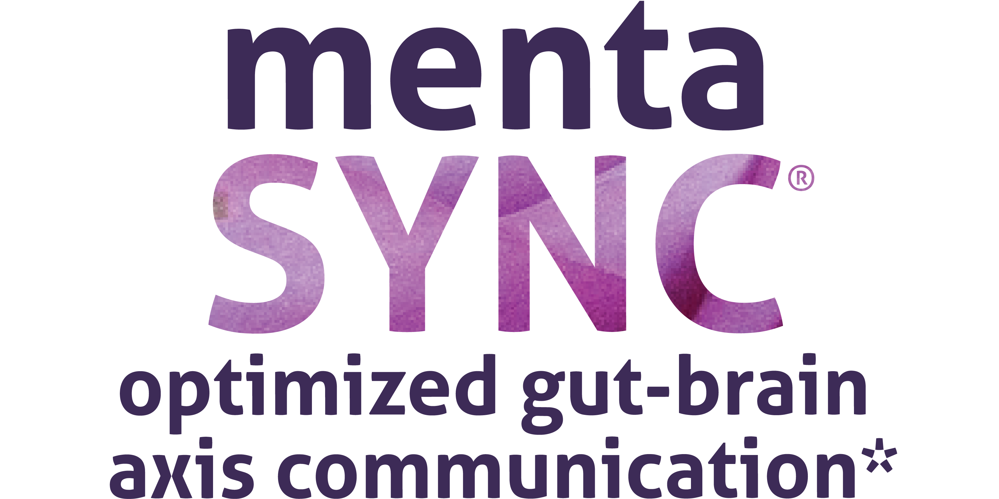 menta
SYNC®
optimized gut-brain
axis communication*